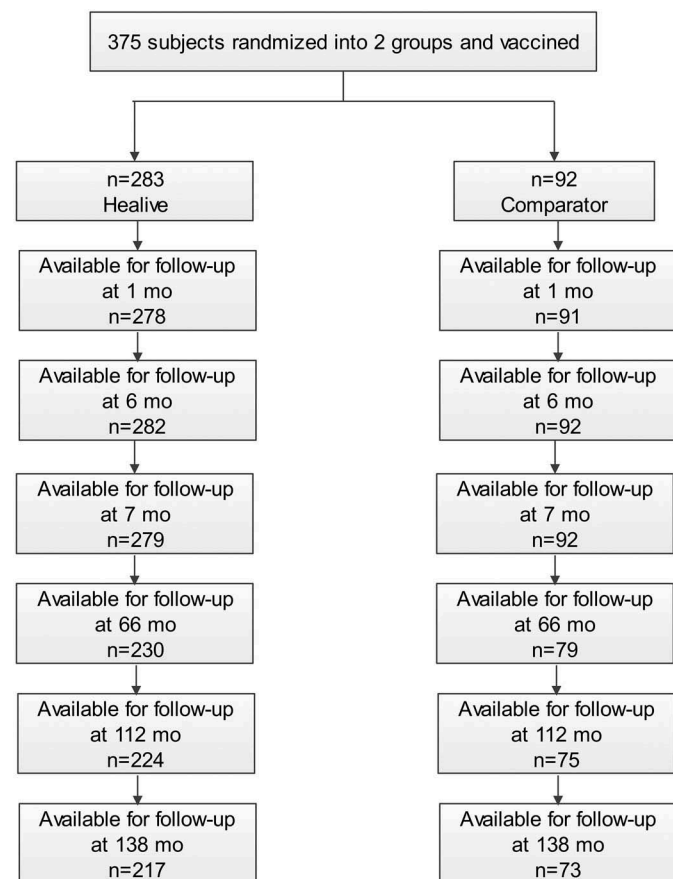 375 subjects randmized into 2 groups and vaccined
n=283
Healive
Available for follow-up
at 1 mo
n=278
Available for follow-up
at 6 mo
n=282
Available for follow-up
at 7 mo
n=279
Available for follow-up
at 66 mo
n=230
Available for follow-up
at 112 mo
n=224
Available for follow-up
at 138 mo
n=217
n=92
Comparator
Available for follow-up
at 1 mo
n=91
Available for follow-up
at 6 mo
n=92
Available for follow-up
at 7 mo
n=92
Available for follow-up
at 66 mo
n=79
Available for follow-up
at 112 mo
n=75
Available for follow-up
at 138 mo
n=73